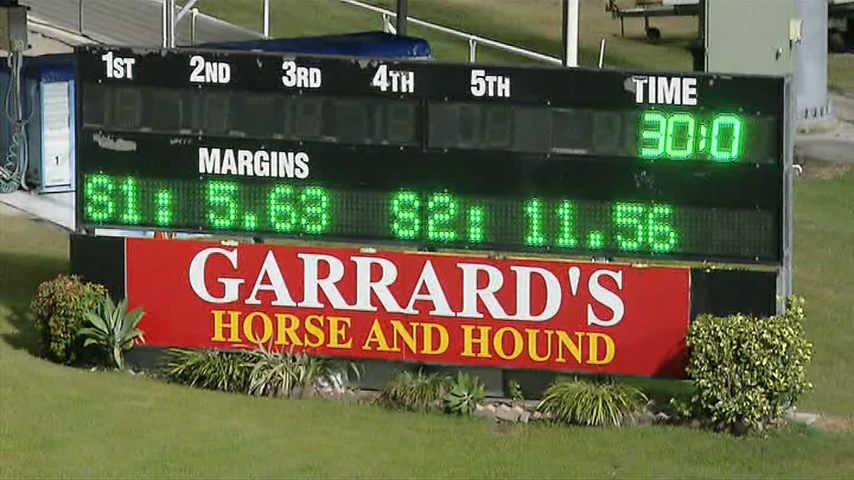 1ST 2ND 3RD 4TH 5TH TIME
30:0
MARGINS
S1: 5.63 S2: 11.56
GARRARD'S
HORSE AND HOUND
1